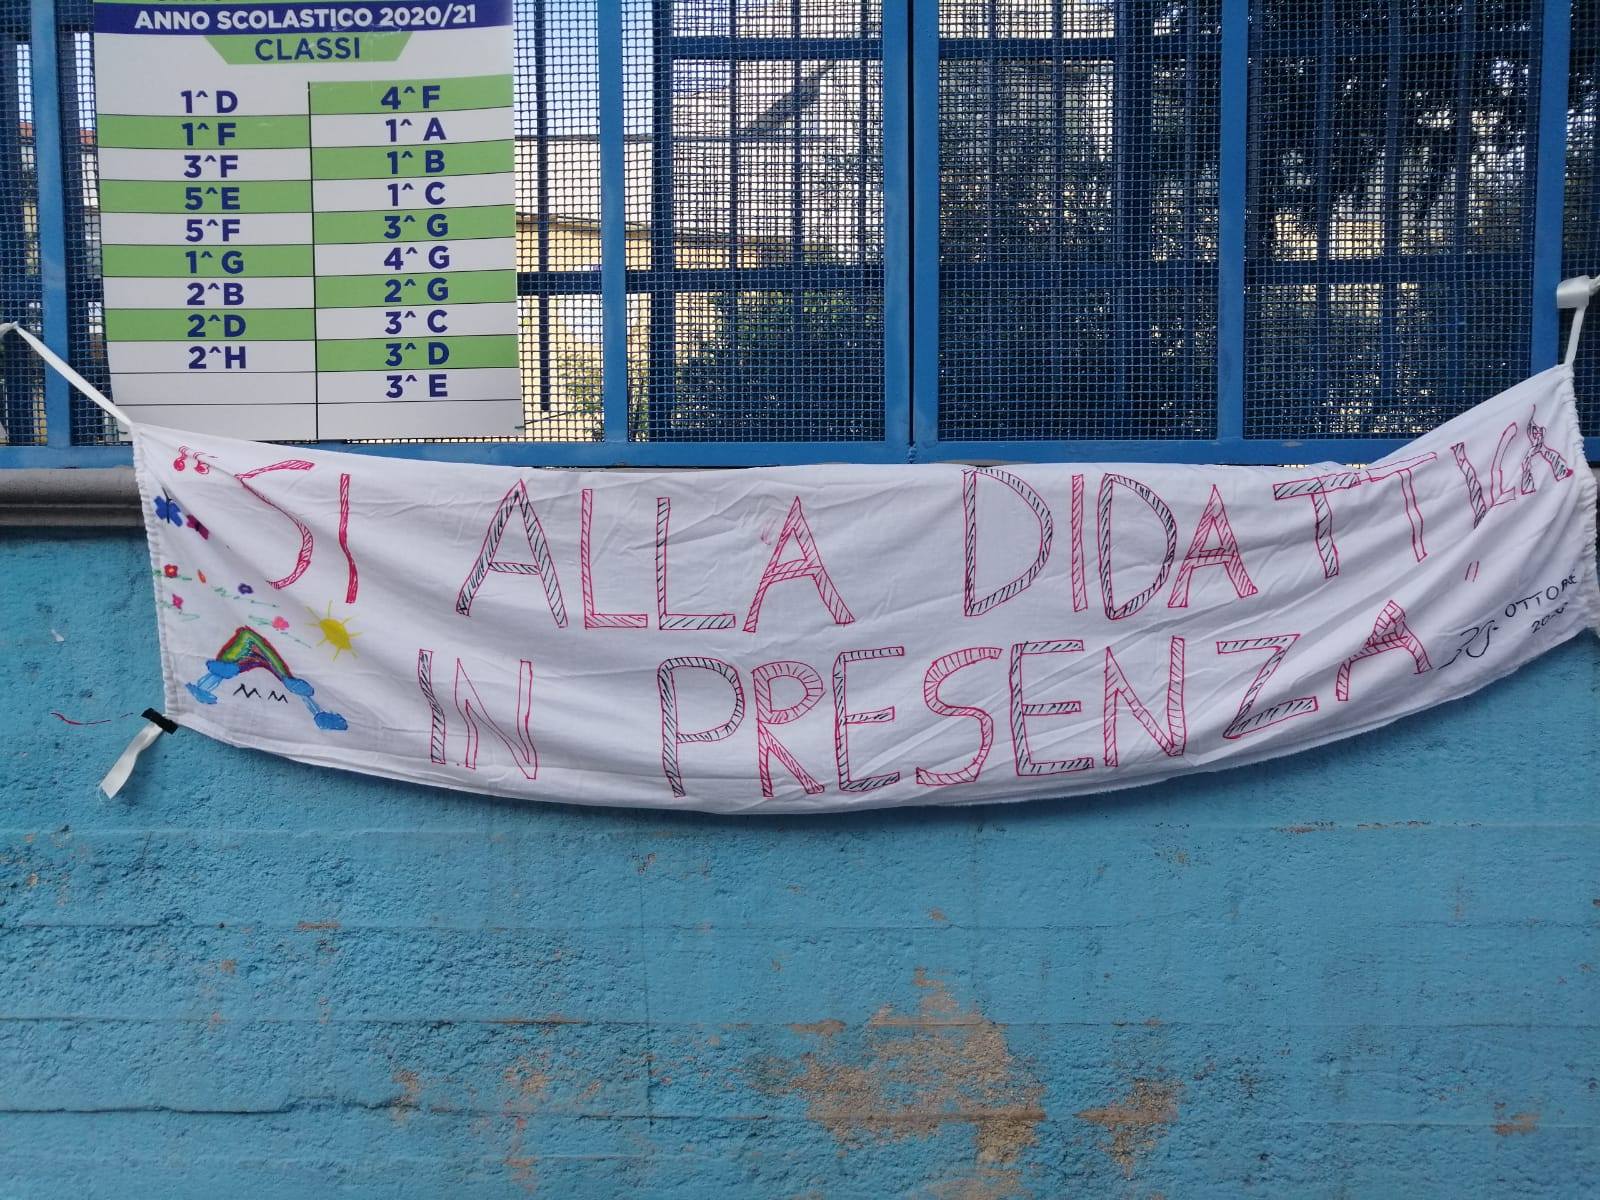 ANNO SCOLASTICO 2020/21
CLASSI
1^D
1^F
3^F
5^E
5^F
1^G
2^B
2^D
2^H
4^F
1^A
1^B
1^C
3^G
4^G
2^G
3^C
3^D
3^E
"SI ALLA DIDATTICA
IN PRESENZA"
OTTOBRE